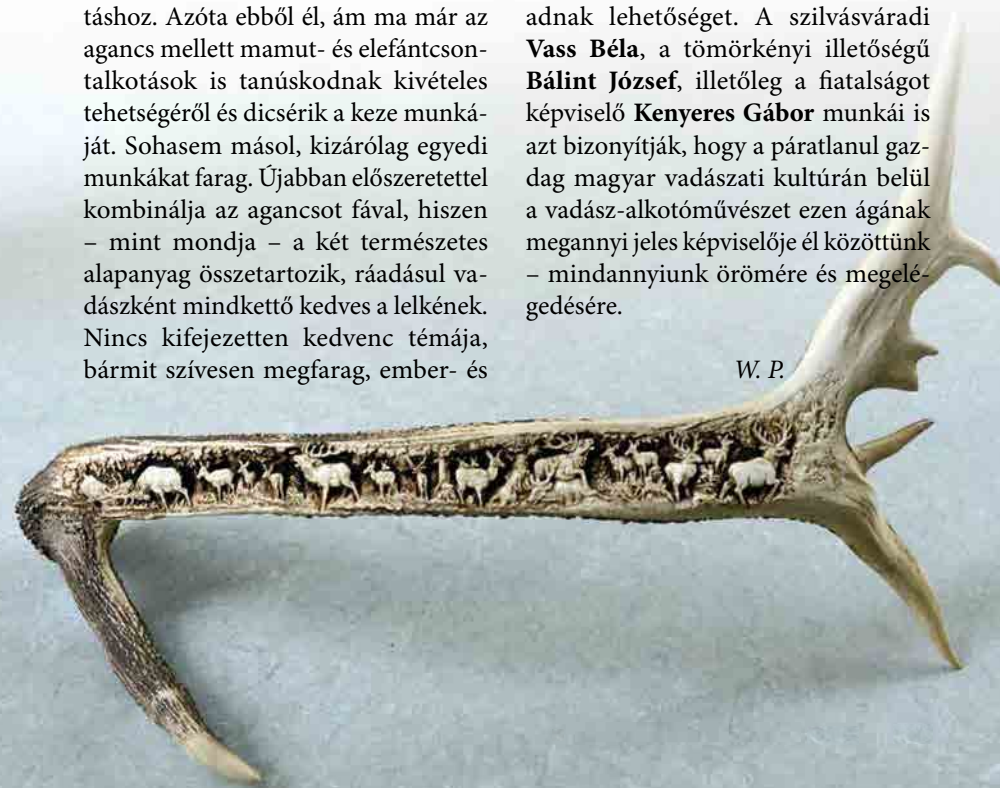 táshoz. Azóta ebből él, ám ma már az
agancs mellett mamut- és elefántcson-
talkotások is tanúskodnak kivételes
tehetségéről és dicsérik a keze munká-
ját. Sohasem másol, kizárólag egyedi
munkákat farag. Újabban előszeretettel
kombinálja az agancsot fával, hiszen
– mint mondja – a két természetes
alapanyag összetartozik, ráadásul va-
dászként mindkettő kedves a lelkének.
Nincs kifejezetten kedvenc témája,
bármit szívesen megfarag, ember- és
adnak lehetőséget. A szilvásváradi
Vass Béla, a tömörkényi illetőségű
Bálint József, illetőleg a fiatalságot
képviselő Kenyeres Gábor munkái is
azt bizonyítják, hogy a páratlanul gaz-
dag magyar vadászati kultúrán belül
a vadász-alkotóművészet ezen ágának
megannyi jeles képviselője él közöttünk
– mindannyiunk örömére és megelé-
gedésére.
W. P.